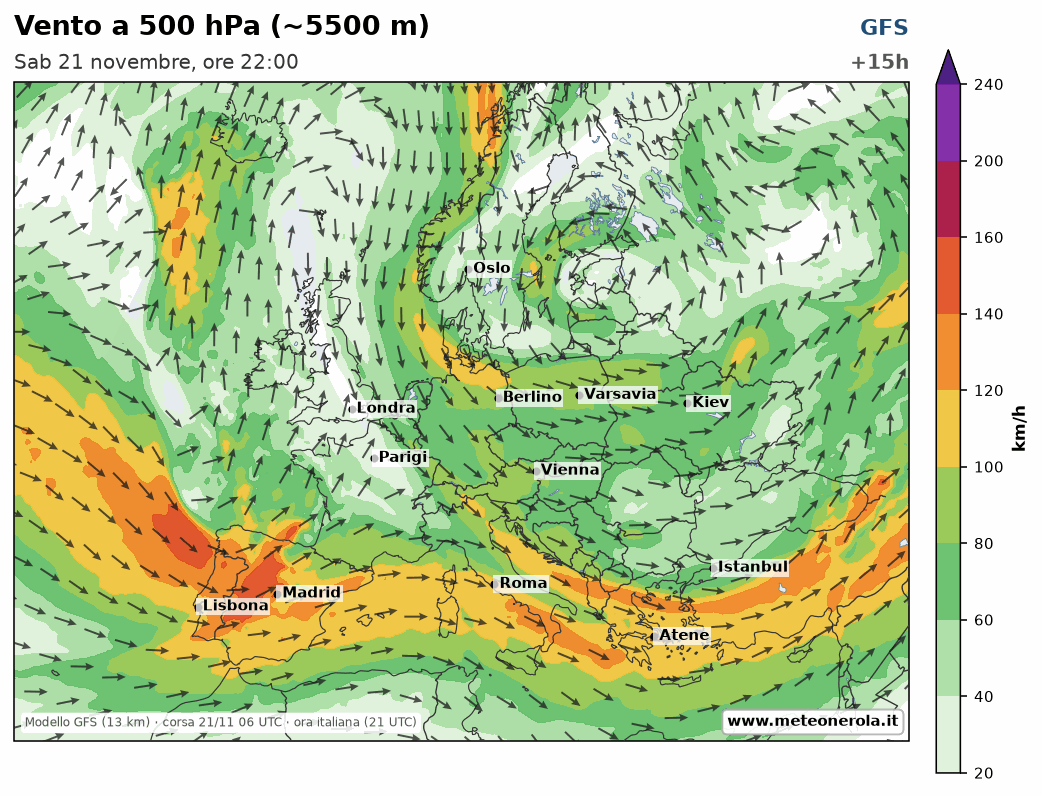 Vento a 500 hPa (~5500 m)
GFS
Sab 21 novembre, ore 22:00
+15h
240
200
160
140
120
100
80
60
40
20
km/h
Oslo
Berlino
Varsavia
Kiev
Londra
Parigi
Vienna
Istanbul
Roma
Madrid
Lisbona
Atene
Modello GFS (13 km) · corsa 21/11 06 UTC · ora italiana (21 UTC)
www.meteonerola.it